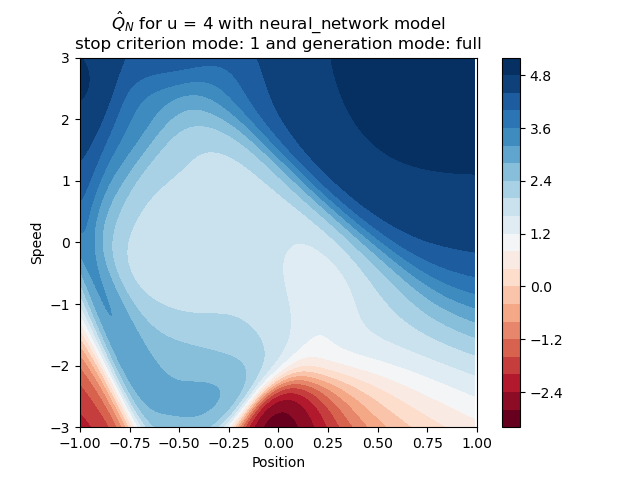 $\hat{Q}_N$ for u = 4 with neural_network model
stop criterion mode: 1 and generation mode: full
3
2
1
0
−1
−2
−3
Speed
−1.00 −0.75 −0.50 −0.25 0.00 0.25 0.50 0.75 1.00
Position
4.8
3.6
2.4
1.2
0.0
−1.2
−2.4